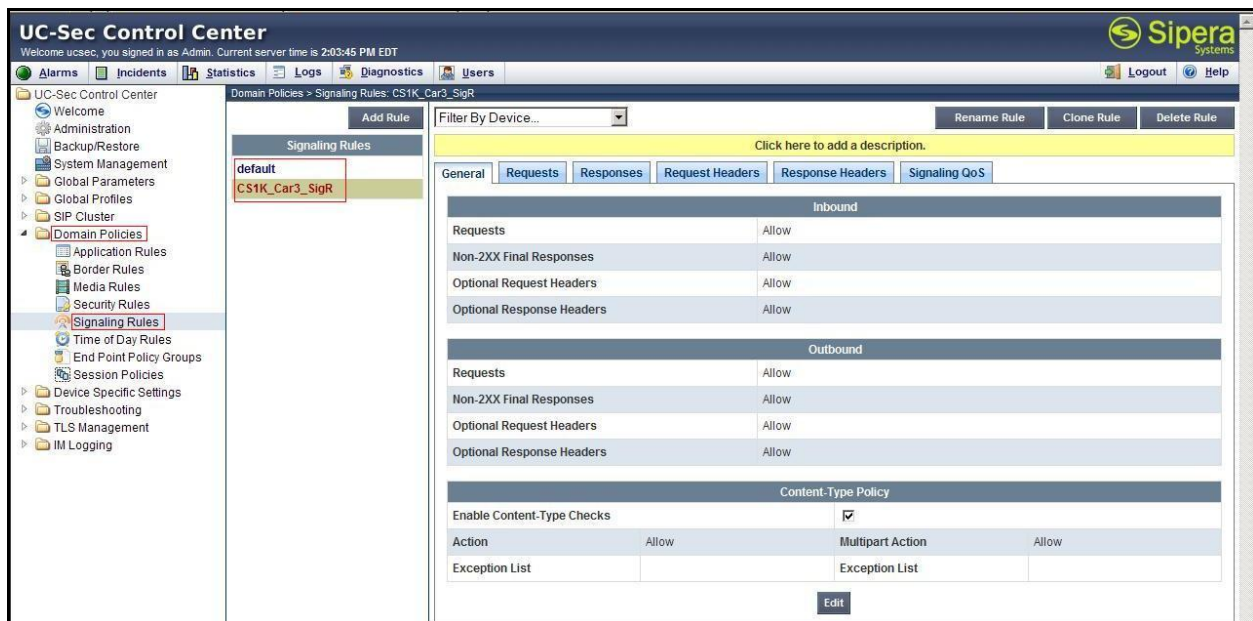 UC-Sec Control Center
Welcome ucsec, you signed in as Admin. Current server time is 2:03:45 PM EDT
Sipera
Systems
Alarms Incidents Statistics Logs Diagnostics Users Logout Help
UC-Sec Control Center
Welcome
Administration
Backup/Restore
System Management
Global Parameters
Global Profiles
SIP Cluster
Domain Policies
Application Rules
Border Rules
Media Rules
Security Rules
Signaling Rules
Time of Day Rules
End Point Policy Groups
Session Policies
Device Specific Settings
Troubleshooting
TLS Management
IM Logging
Domain Policies > Signaling Rules: CS1K_Car3_SigR
Add Rule
Signaling Rules
default
CS1K_Car3_SigR
Filter By Device...
Rename Rule Clone Rule Delete Rule
Click here to add a description.
General Requests Responses Request Headers Response Headers Signaling QoS
Inbound
Requests Allow
Non-2XX Final Responses Allow
Optional Request Headers Allow
Optional Response Headers Allow
Outbound
Requests Allow
Non-2XX Final Responses Allow
Optional Request Headers Allow
Optional Response Headers Allow
Content-Type Policy
Enable Content-Type Checks
Action Allow Multipart Action Allow
Exception List Exception List
Edit